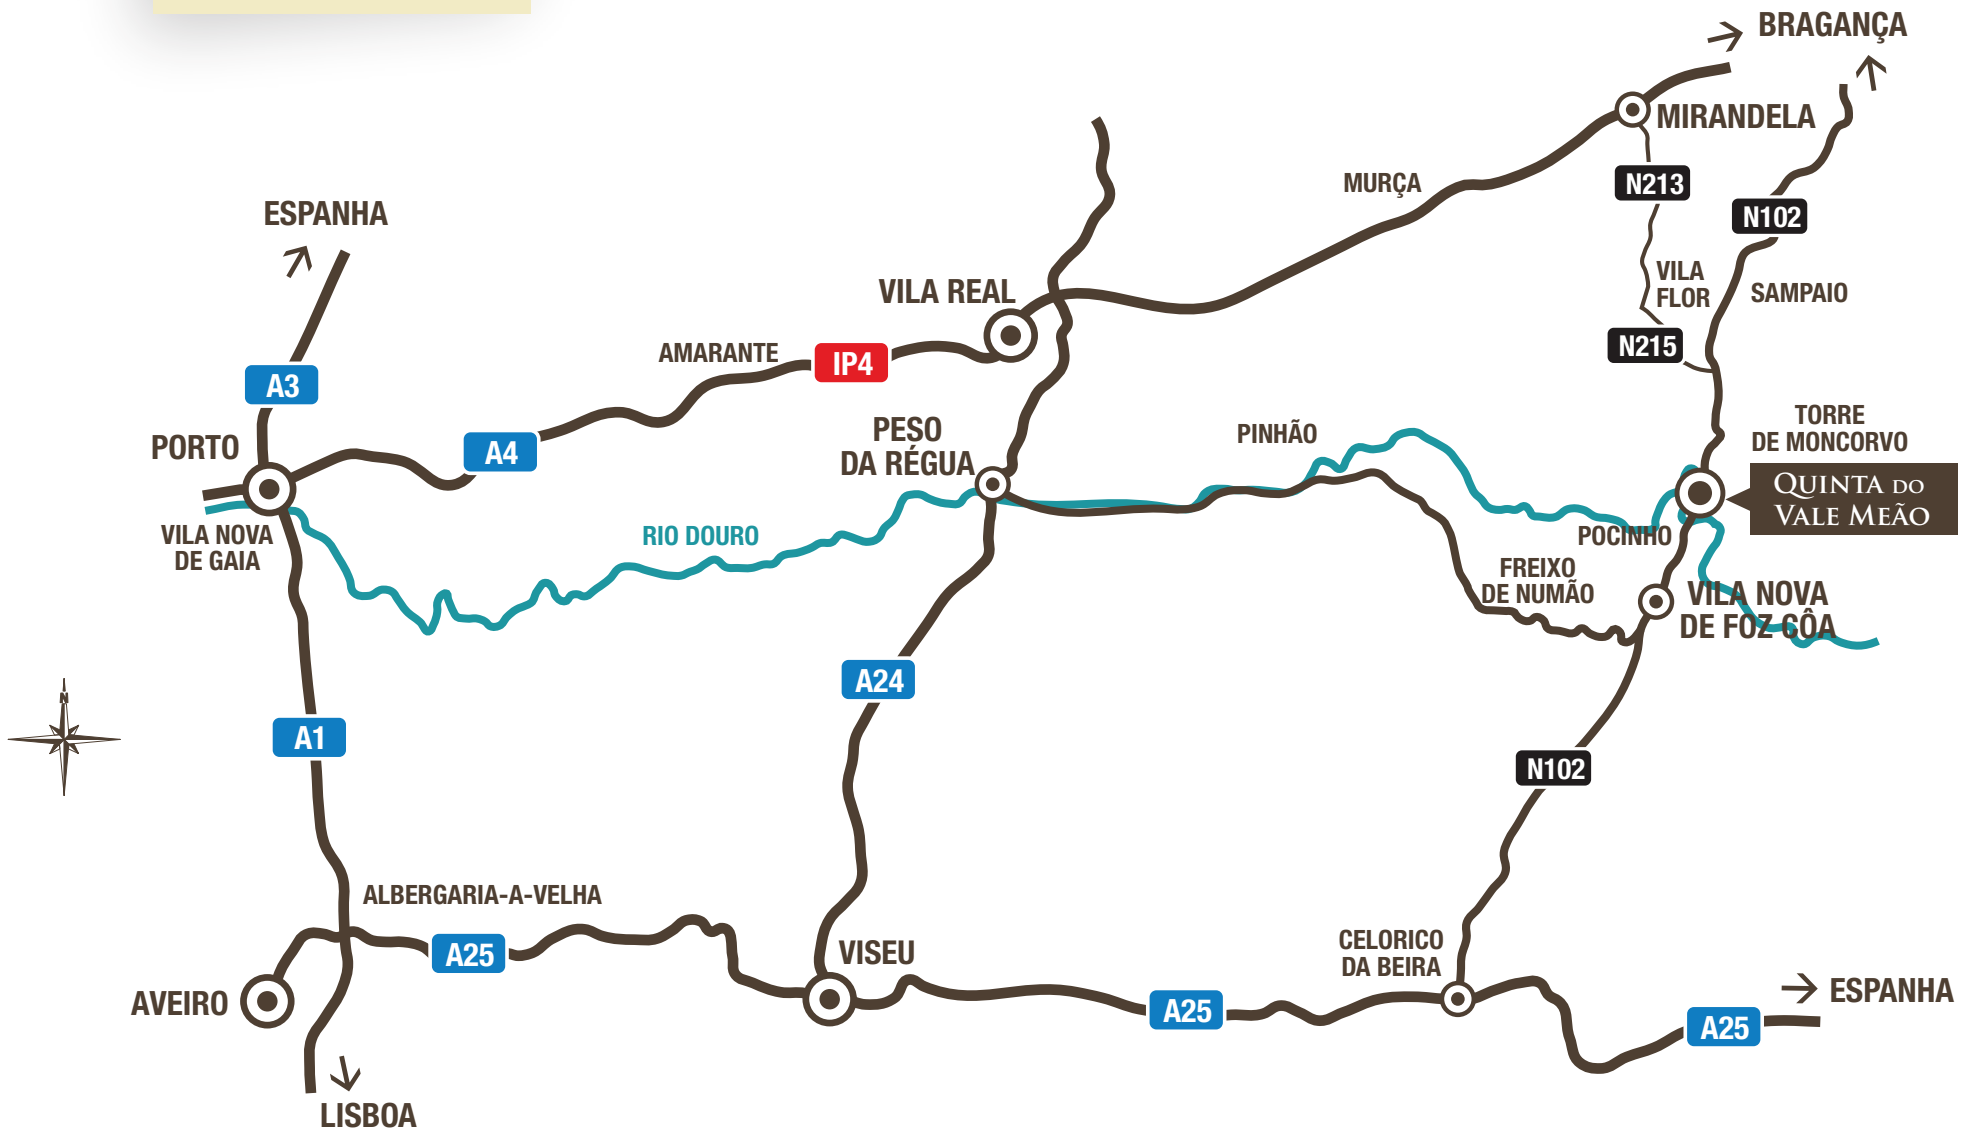 BRAGANÇA
MIRANDELA
N213
MURÇA
ESPANHA
N102
VILA
FLOR
SAMPAIO
VILA REAL
AMARANTE
IP4
N215
A3
PORTO
A4
PESO
DA RÉGUA
PINHÃO
TORRE
DE MONCORVO
QUINTA DO
VALE MEÃO
VILA NOVA
DE GAIA
RIO DOURO
POCINHO
FREIXO
DE NUMÃO
VILA NOVA
DE FOZ CÔA
A24
N
A1
N102
ALBERGARIA-A-VELHA
A25
VISEU
CELORICO
DA BEIRA
AVEIRO
A25
ESPANHA
A25
LISBOA